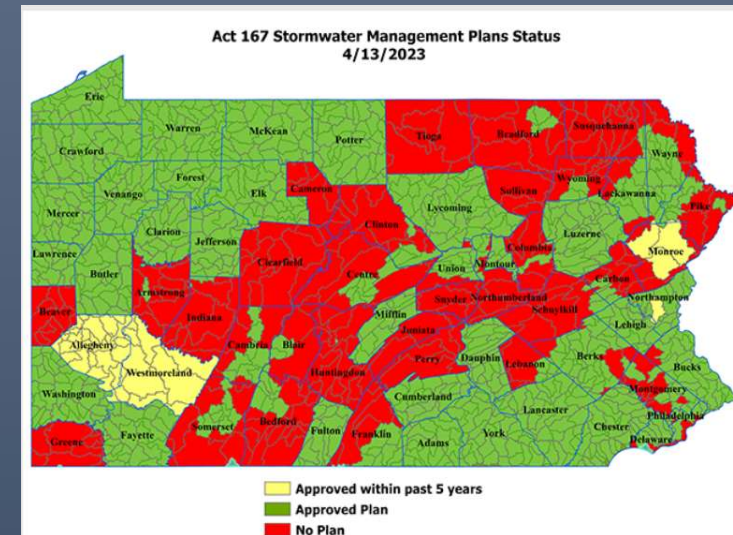 Act 167 Stormwater Management Plans Status
4/13/2023
Erie
Warren
McKean
Potter
Tioga
Bradford
Susquehanna
Crawford
Wayne
Forest
Wyoming
Venango
Elk
Cameron
Sullivan
Lackawanna
Pike
Mercer
Clarion
Clinton
Lycoming
Jefferson
Luzerne
Lawrence
Clearfield
Columbia
Monroe
Butler
Centre
Union
Montour
Carbon
Armstrong
Snyder
Northumberland
Northampton
Beaver
Indiana
Mifflin
Schuylkill
Lehigh
Allegheny
Cambria
Blair
Juniata
Westmoreland
Huntingdon
Perry
Dauphin
Lebanon
Berks
Bucks
Washington
Cumberland
Montgomery
Lancaster
Philadelphia
Somerset
Bedford
Fulton
Franklin
Adams
York
Chester
Delaware
Greene
Fayette
Approved within past 5 years
Approved Plan
No Plan